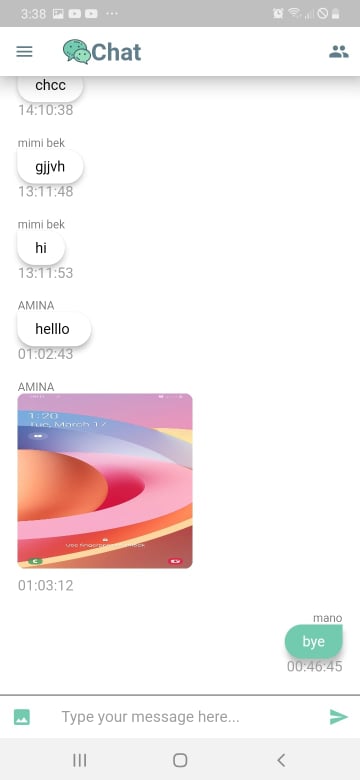 3:38
Chat
chcc
14:10:38
mimi bek
gjjvh
13:11:48
mimi bek
hi
13:11:53
AMINA
helllo
01:02:43
AMINA
1:20
Tue, March 17
Use fingerprint to unlock
01:03:12
mano
bye
00:46:45
Type your message here...